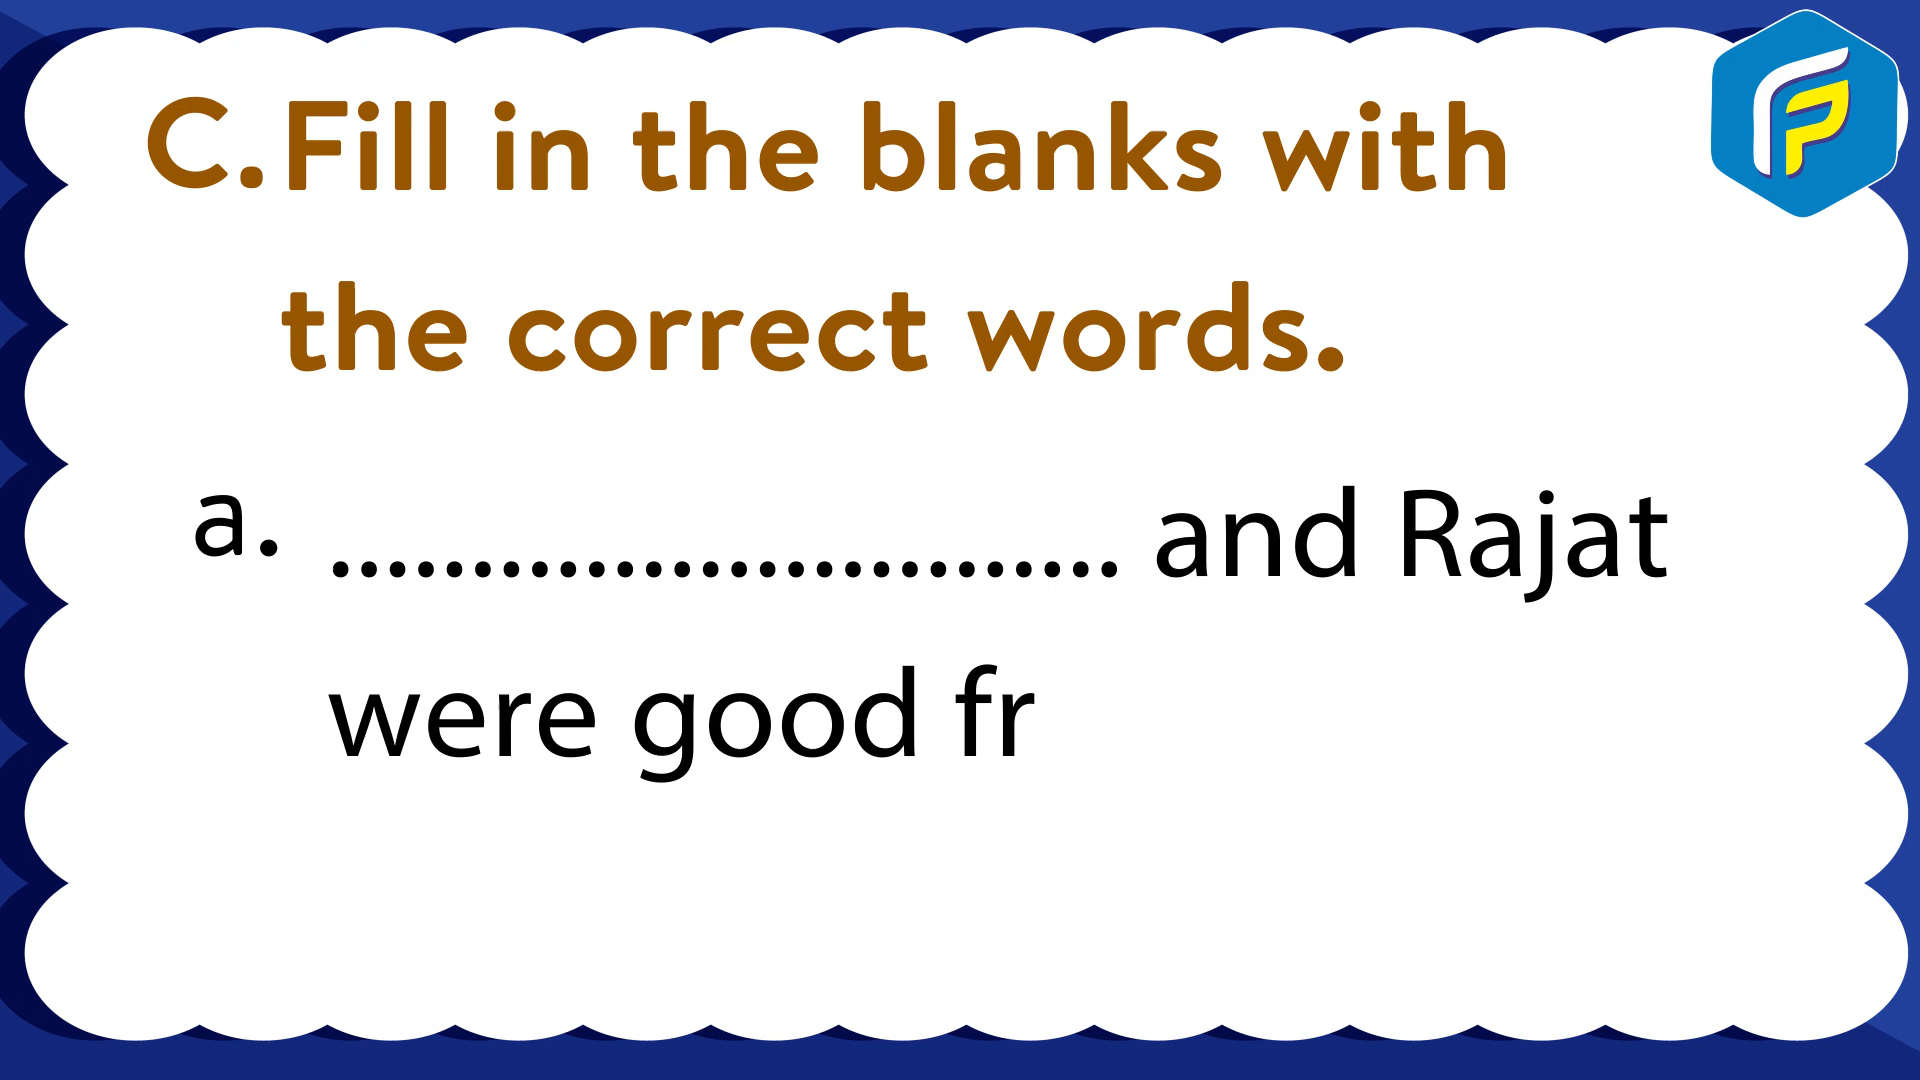 C. Fill in the blanks with
the correct words.
a. ............................ and Rajat
were good fr